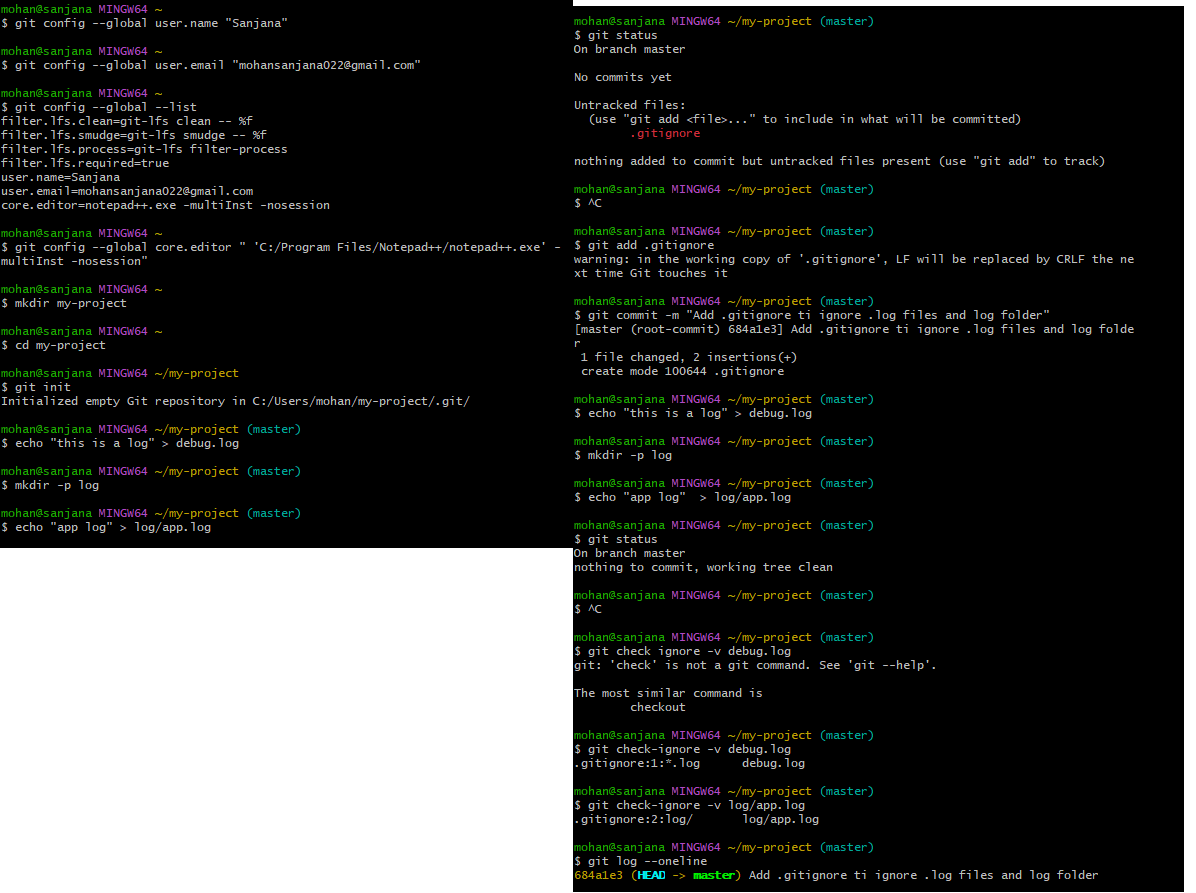 mohan@sanjana MINGW64 ~
$ git config --global user.name "Sanjana"
mohan@sanjana MINGW64 ~
$ git config --global user.email "mohansanjana022@gmail.com"
mohan@sanjana MINGW64 ~
$ git config --global --list
filter.lfs.clean=git-lfs clean -- %f
filter.lfs.smudge=git-lfs smudge -- %f
filter.lfs.process=git-lfs filter-process
filter.lfs.required=true
user.name=Sanjana
user.email=mohansanjana022@gmail.com
core.editor=notepad++.exe -multiInst -nosession
mohan@sanjana MINGW64 ~
$ git config --global core.editor " 'C:/Program Files/Notepad++/notepad++.exe' -
multiInst -nosession"
mohan@sanjana MINGW64 ~
$ mkdir my-project
mohan@sanjana MINGW64 ~
$ cd my-project
mohan@sanjana MINGW64 ~/my-project
$ git init
Initialized empty Git repository in C:/Users/mohan/my-project/.git/
mohan@sanjana MINGW64 ~/my-project (master)
$ echo "this is a log" > debug.log
mohan@sanjana MINGW64 ~/my-project (master)
$ mkdir -p log
mohan@sanjana MINGW64 ~/my-project (master)
$ echo "app log" > log/app.log
mohan@sanjana MINGW64 ~/my-project (master)
$ git status
On branch master
No commits yet
Untracked files:
(use "git add <file>..." to include in what will be committed)
.gitignore
nothing added to commit but untracked files present (use "git add" to track)
mohan@sanjana MINGW64 ~/my-project (master)
$ ^C
mohan@sanjana MINGW64 ~/my-project (master)
$ git add .gitignore
warning: in the working copy of '.gitignore', LF will be replaced by CRLF the ne
xt time Git touches it
mohan@sanjana MINGW64 ~/my-project (master)
$ git commit -m "Add .gitignore ti ignore .log files and log folder"
[master (root-commit) 684a1e3] Add .gitignore ti ignore .log files and log folde
r
1 file changed, 2 insertions(+)
create mode 100644 .gitignore
mohan@sanjana MINGW64 ~/my-project (master)
$ echo "this is a log" > debug.log
mohan@sanjana MINGW64 ~/my-project (master)
$ mkdir -p log
mohan@sanjana MINGW64 ~/my-project (master)
$ echo "app log"  > log/app.log
mohan@sanjana MINGW64 ~/my-project (master)
$ git status
On branch master
nothing to commit, working tree clean
mohan@sanjana MINGW64 ~/my-project (master)
$ ^C
mohan@sanjana MINGW64 ~/my-project (master)
$ git check ignore -v debug.log
git: 'check' is not a git command. See 'git --help'.
The most similar command is
checkout
mohan@sanjana MINGW64 ~/my-project (master)
$ git check-ignore -v debug.log
.gitignore:1:*.log      debug.log
mohan@sanjana MINGW64 ~/my-project (master)
$ git check-ignore -v log/app.log
.gitignore:2:log/       log/app.log
mohan@sanjana MINGW64 ~/my-project (master)
$ git log --oneline
684a1e3 (HEAD -> master) Add .gitignore ti ignore .log files and log folder